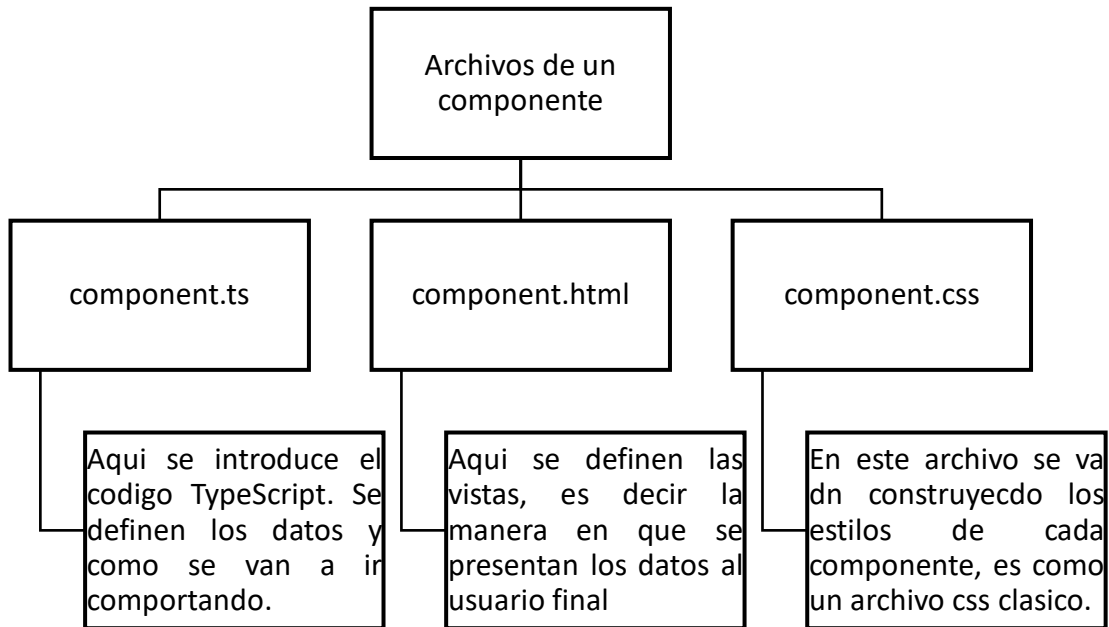 Archivos de un
componente
component.ts
component.html
component.css
Aqui se introduce el
codigo TypeScript. Se
definen los datos y
como se van a ir
comportando.
Aqui se definen las
vistas, es decir la
manera en que se
presentan los datos al
usuario final
En este archivo se va
dn construyecdo los
estilos de cada
componente, es como
un archivo css clasico.